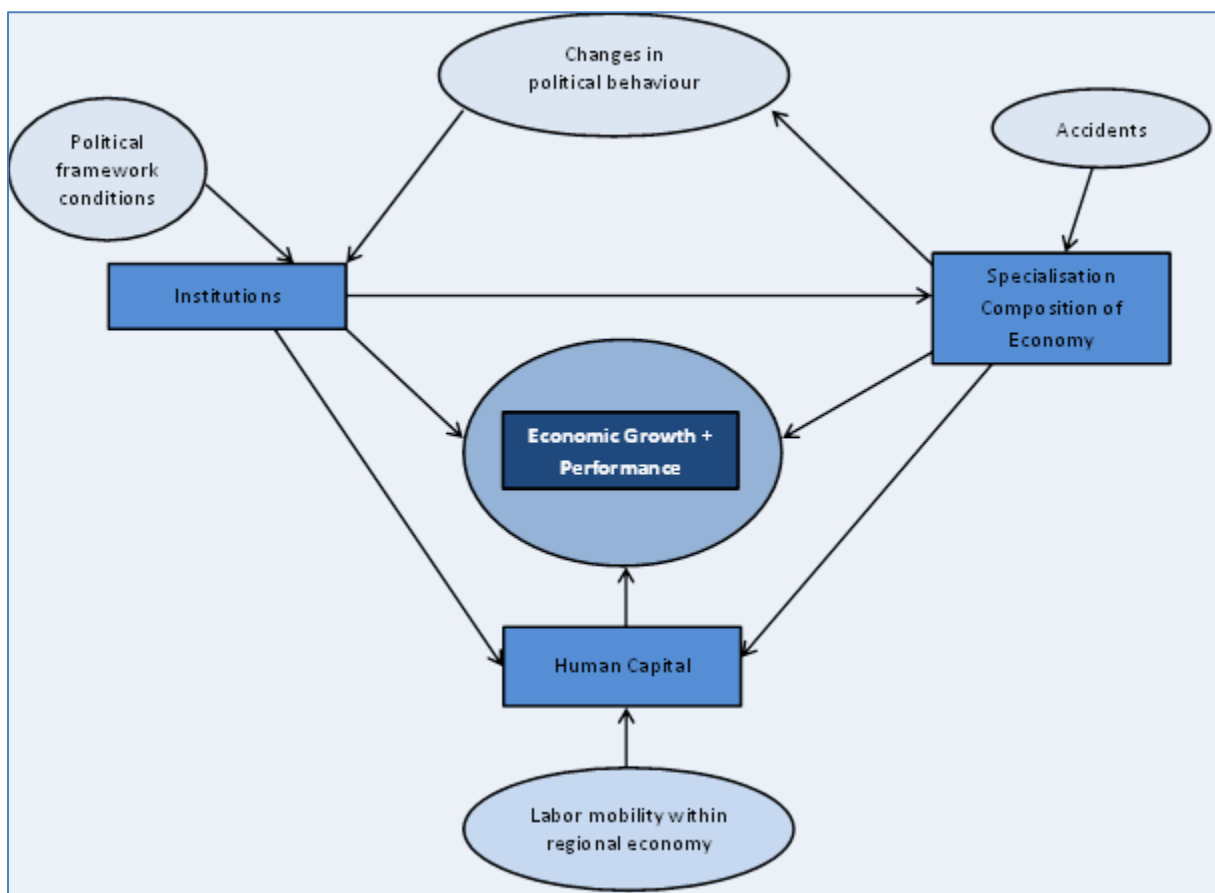 Changes in
political behaviour
Political
framework
conditions
Accidents
Institutions
Specialisation
Composition of
Economy
Economic Growth +
Performance
Human Capital
Labor mobility within
regional economy